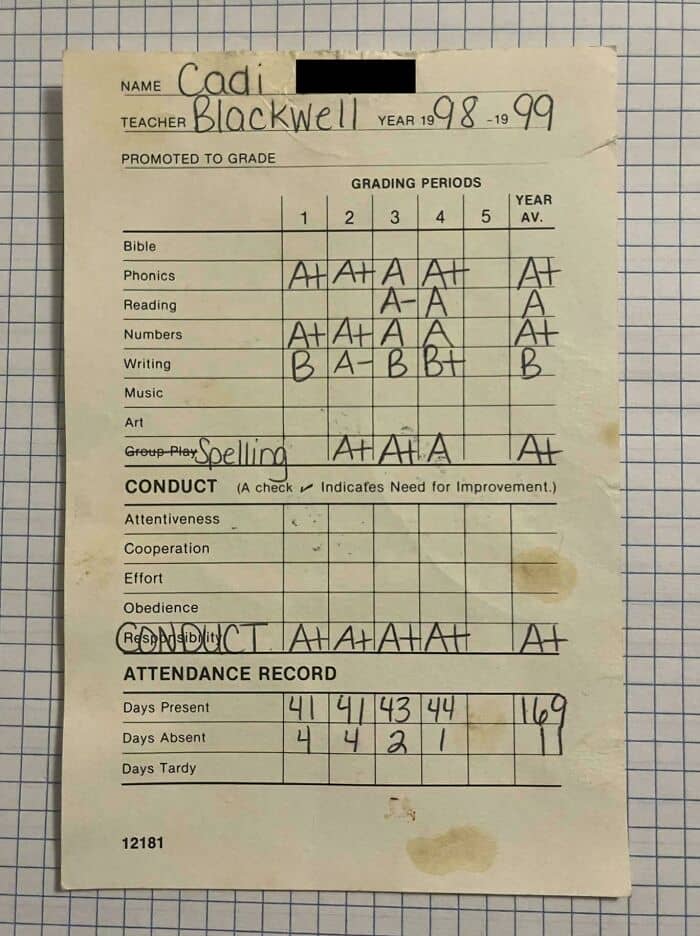 NAME Cadi
TEACHER Blackwell YEAR 1998 - 1999
PROMOTED TO GRADE
GRADING PERIODS
1 2 3 4 5 YEAR AV.
Bible
Phonics A+ A+ A A+ A+
Reading A- A A
Numbers A+ A+ A A A+
Writing B A- B B+ B
Music
Art
Group Play Spelling A+ A+ A A+
CONDUCT (A check ✓ Indicates Need for Improvement.)
Attentiveness
Cooperation
Effort
Obedience
Responsibility CONDUCT A+ A+ A+ A+ A+
ATTENDANCE RECORD
Days Present 41 41 43 44 169
Days Absent 4 4 2 1 11
Days Tardy
12181